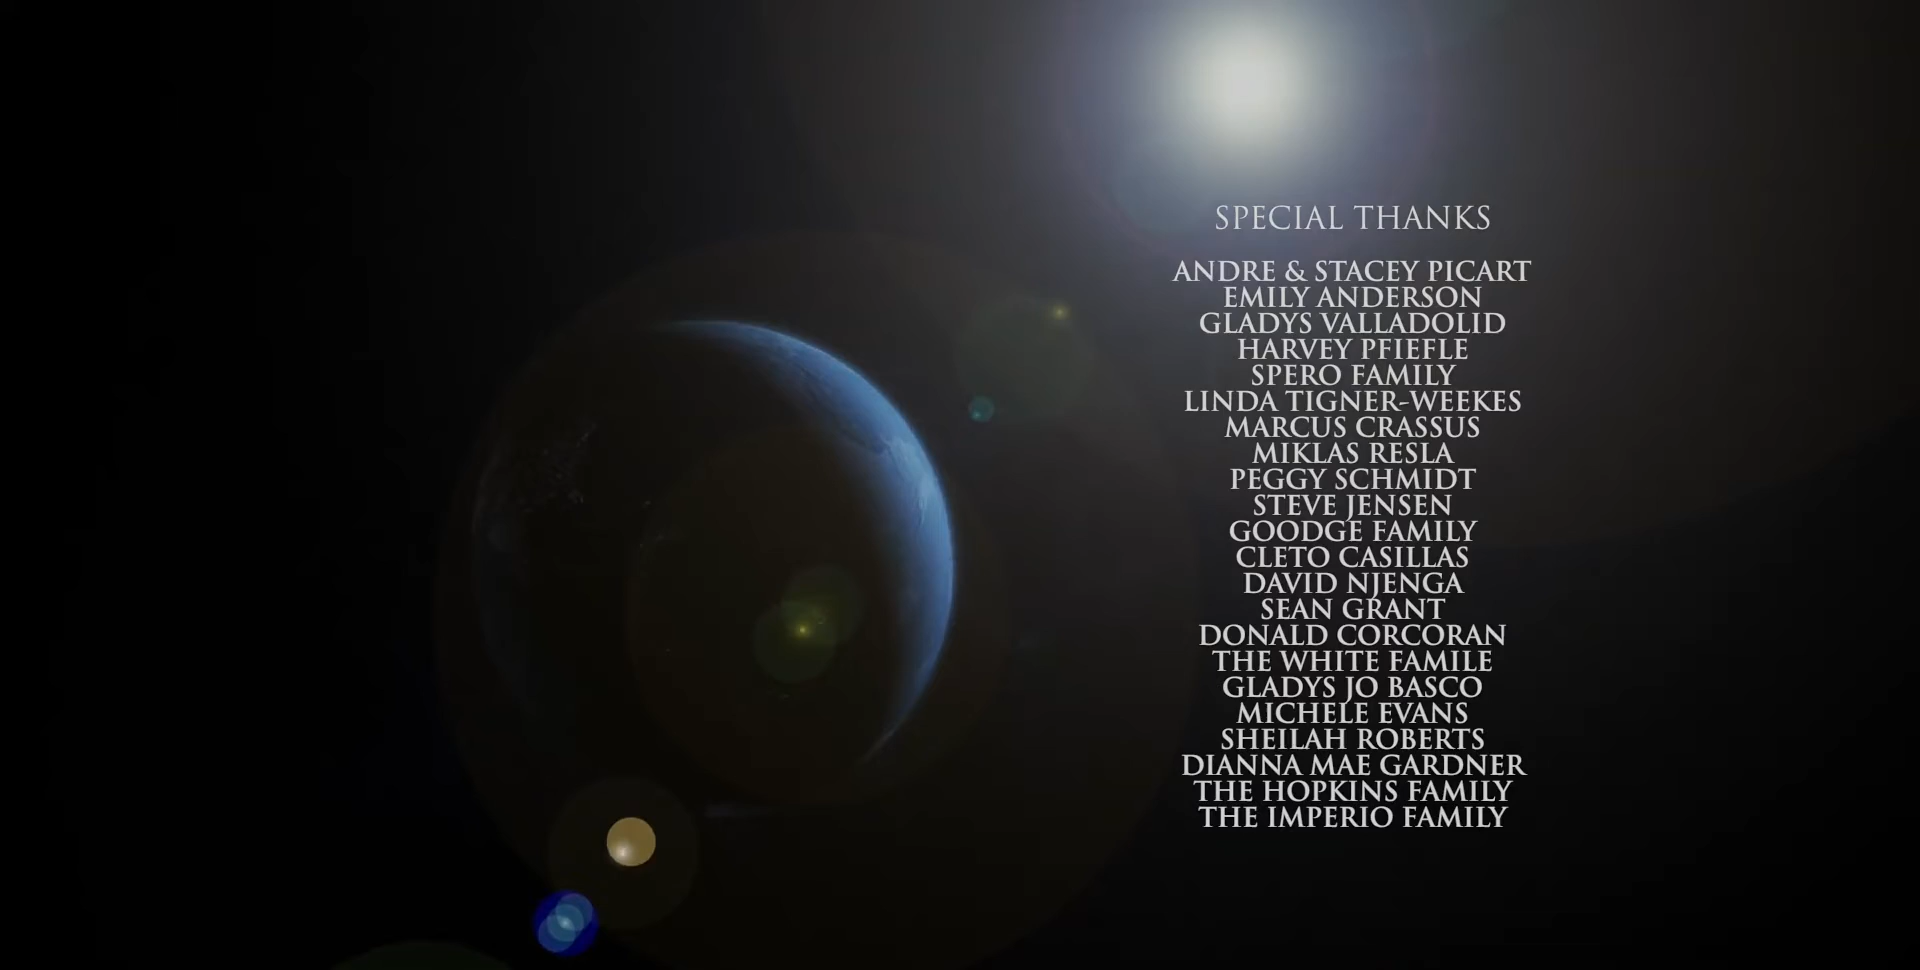 SPECIAL THANKS
ANDRE & STACEY PICART
EMILY ANDERSON
GLADYS VALLADOLID
HARVEY PFIEFLE
SPERO FAMILY
LINDA TIGNER-WEEKES
MARCUS CRASSUS
MIKLAS RESLA
PEGGY SCHMIDT
STEVE JENSEN
GOODGE FAMILY
CLETO CASILLAS
DAVID NJENGA
SEAN GRANT
DONALD CORCORAN
THE WHITE FAMILE
GLADYS JO BASCO
MICHELE EVANS
SHEILAH ROBERTS
DIANNA MAE GARDNER
THE HOPKINS FAMILY
THE IMPERIO FAMILY